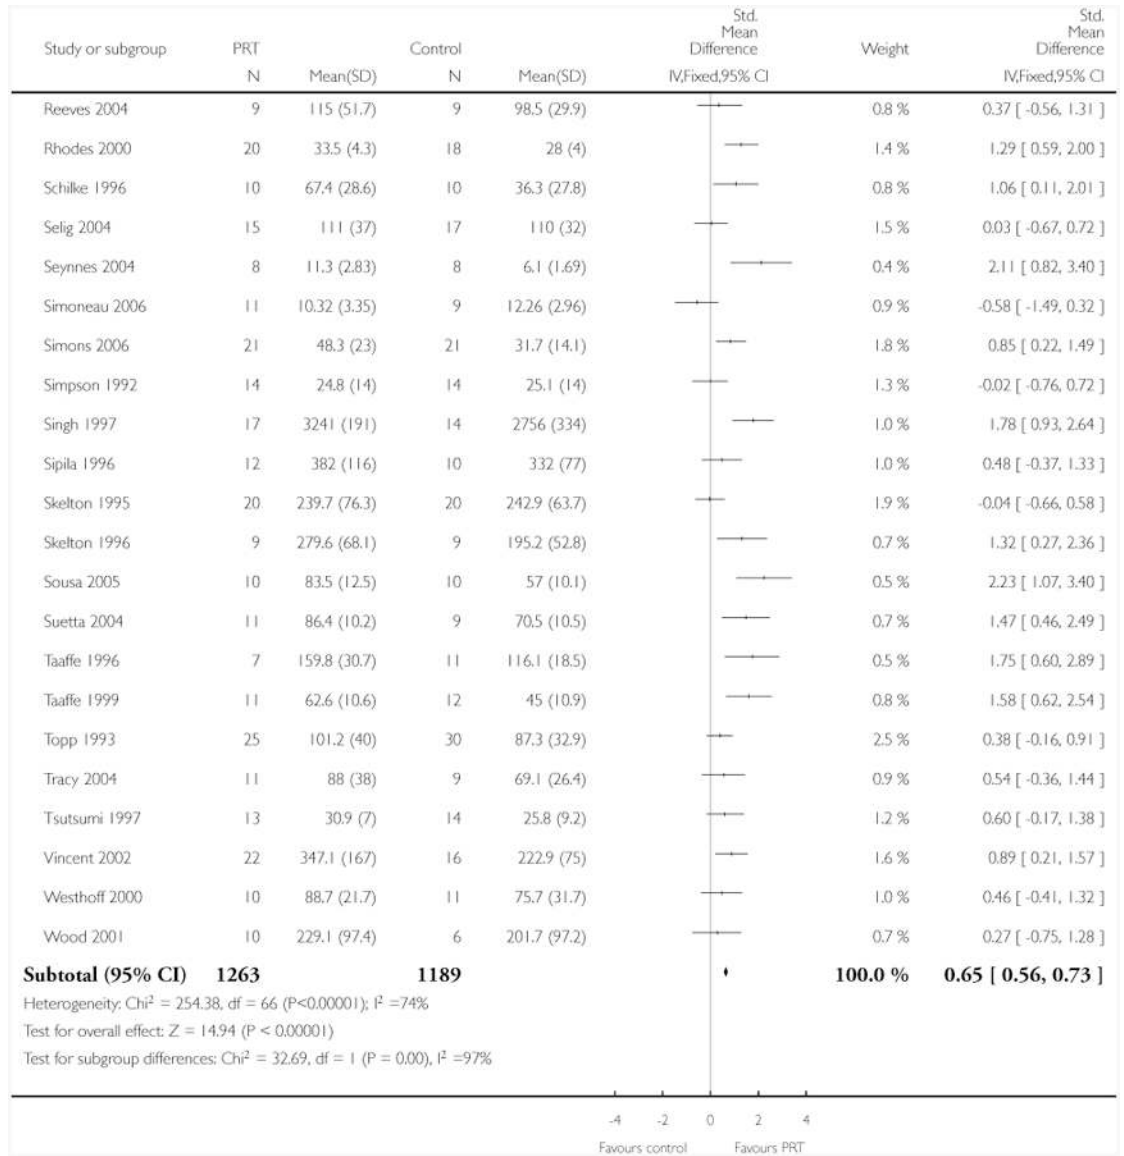 Std.
Mean
Difference
Std.
Mean
Difference
Study or subgroup PRT Control Weight
N Mean(SD) N Mean(SD) IV,Fixed,95% CI IV,Fixed,95% CI
Reeves 2004 9 115 (51.7) 9 98.5 (29.9) 0.8 % 0.37 [ -0.56, 1.31 ]
Rhodes 2000 20 33.5 (4.3) 18 28 (4) 1.4 % 1.29 [ 0.59, 2.00 ]
Schilke 1996 10 67.4 (28.6) 10 36.3 (27.8) 0.8 % 1.06 [ 0.11, 2.01 ]
Selig 2004 15 111 (37) 17 110 (32) 1.5 % 0.03 [ -0.67, 0.72 ]
Seynnes 2004 8 11.3 (2.83) 8 6.1 (1.69) 0.4 % 2.11 [ 0.82, 3.40 ]
Simoneau 2006 11 10.32 (3.35) 9 12.26 (2.96) 0.9 % -0.58 [ -1.49, 0.32 ]
Simons 2006 21 48.3 (23) 21 31.7 (14.1) 1.8 % 0.85 [ 0.22, 1.49 ]
Simpson 1992 14 24.8 (14) 14 25.1 (14) 1.3 % -0.02 [ -0.76, 0.72 ]
Singh 1997 17 3241 (191) 14 2756 (334) 1.0 % 1.78 [ 0.93, 2.64 ]
Sipila 1996 12 382 (116) 10 332 (77) 1.0 % 0.48 [ -0.37, 1.33 ]
Skelton 1995 20 239.7 (76.3) 20 242.9 (63.7) 1.9 % -0.04 [ -0.66, 0.58 ]
Skelton 1996 9 279.6 (68.1) 9 195.2 (52.8) 0.7 % 1.32 [ 0.27, 2.36 ]
Sousa 2005 10 83.5 (12.5) 10 57 (10.1) 0.5 % 2.23 [ 1.07, 3.40 ]
Suetta 2004 11 86.4 (10.2) 9 70.5 (10.5) 0.7 % 1.47 [ 0.46, 2.49 ]
Taaffe 1996 7 159.8 (30.7) 11 116.1 (18.5) 0.5 % 1.75 [ 0.60, 2.89 ]
Taaffe 1999 11 62.6 (10.6) 12 45 (10.9) 0.8 % 1.58 [ 0.62, 2.54 ]
Topp 1993 25 101.2 (40) 30 87.3 (32.9) 2.5 % 0.38 [ -0.16, 0.91 ]
Tracy 2004 11 88 (38) 9 69.1 (26.4) 0.9 % 0.54 [ -0.36, 1.44 ]
Tsutsumi 1997 13 30.9 (7) 14 25.8 (9.2) 1.2 % 0.60 [ -0.17, 1.38 ]
Vincent 2002 22 347.1 (167) 16 222.9 (75) 1.6 % 0.89 [ 0.21, 1.57 ]
Westhoff 2000 10 88.7 (21.7) 11 75.7 (31.7) 1.0 % 0.46 [ -0.41, 1.32 ]
Wood 2001 10 229.1 (97.4) 6 201.7 (97.2) 0.7 % 0.27 [ -0.75, 1.28 ]
Subtotal (95% CI) 1263 1189 100.0 % 0.65 [ 0.56, 0.73 ]
Heterogeneity: Chi² = 254.38, df = 66 (P<0.00001); I² =74%
Test for overall effect: Z = 14.94 (P < 0.00001)
Test for subgroup differences: Chi² = 32.69, df = 1 (P = 0.00), I² =97%
-4 -2 0 2 4
Favours control Favours PRT